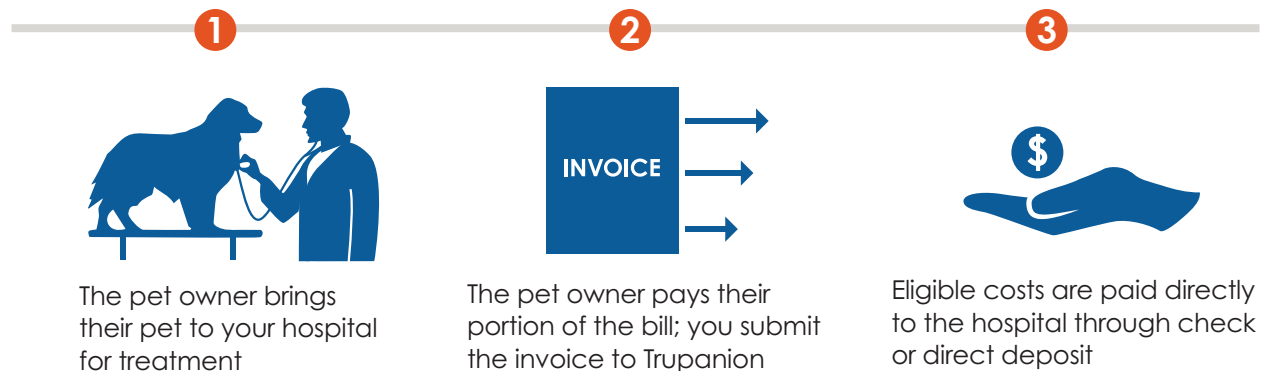 1
2
3
INVOICE
$
The pet owner brings
their pet to your hospital
for treatment
The pet owner pays their
portion of the bill; you submit
the invoice to Trupanion
Eligible costs are paid directly
to the hospital through check
or direct deposit